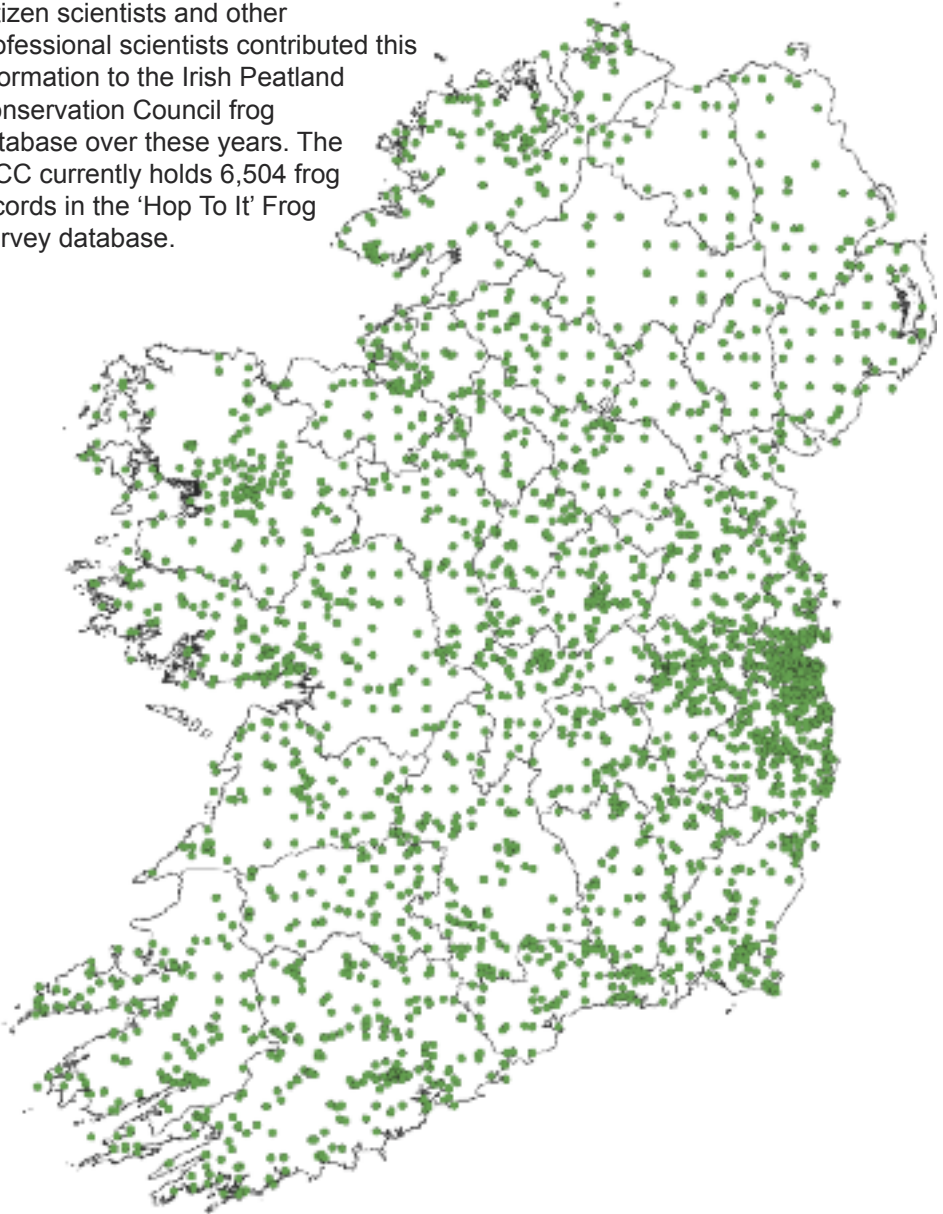 tizen scientists and other
ofessional scientists contributed this
ormation to the Irish Peatland
onservation Council frog
tabase over these years. The
CC currently holds 6,504 frog
cords in the ‘Hop To It’ Frog
rvey database.